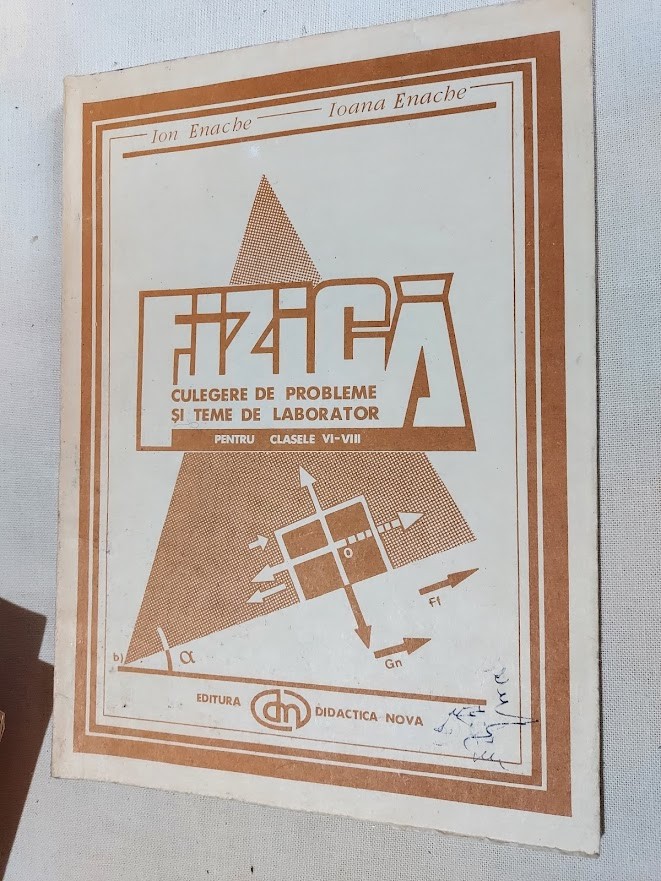 Ion Enache Ioana Enache
FIZICĂ
CULEGERE DE PROBLEME
ȘI TEME DE LABORATOR
PENTRU CLASELE VI-VIII
O
Ff
Gn
b)
α
EDITURA dn DIDACTICA NOVA